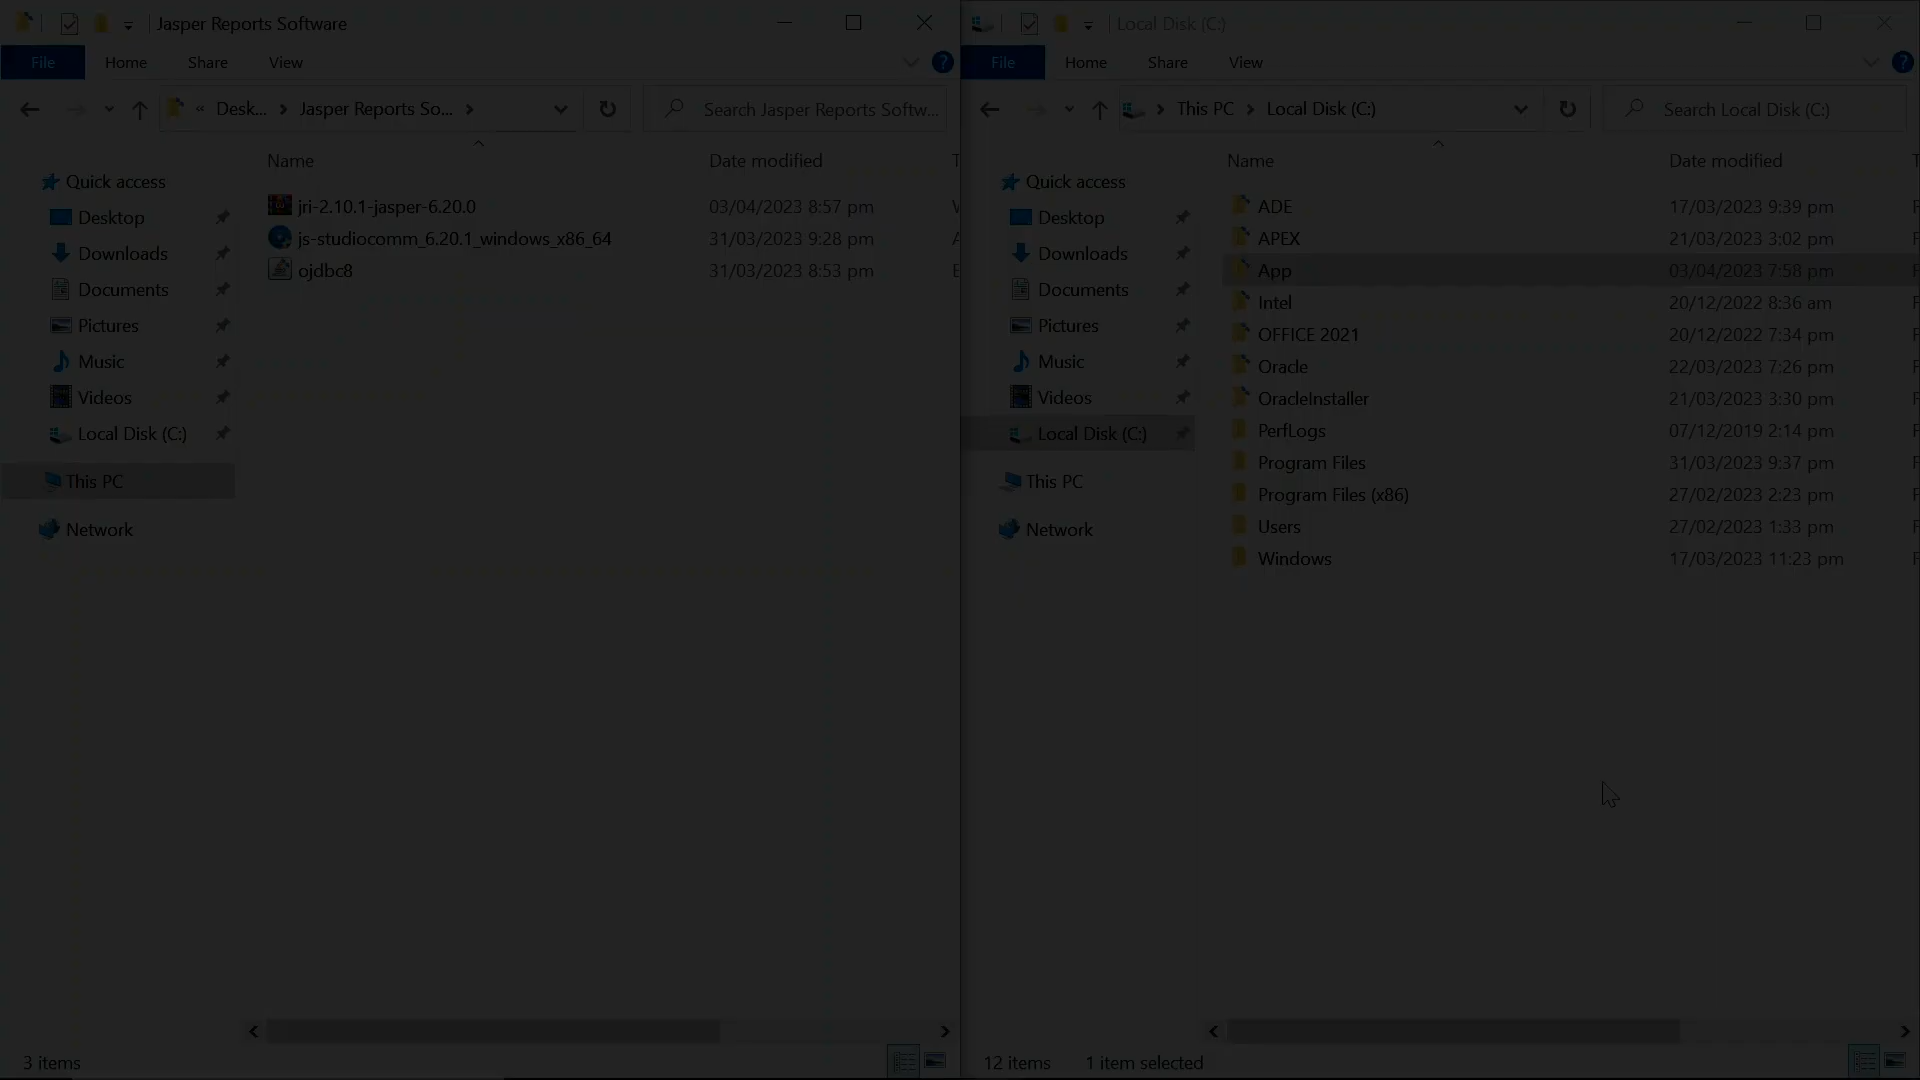 Jasper Reports Software
File
Home
Share
View
?
« Desk... > Jasper Reports So... >
Search Jasper Reports Softw...
Name
Date modified
Quick access
Desktop
Downloads
Documents
Pictures
Music
Videos
Local Disk (C:)
This PC
Network
jri-2.10.1-jasper-6.20.0
03/04/2023 8:57 pm
js-studiocomm_6.20.1_windows_x86_64
31/03/2023 9:28 pm
ojdbc8
31/03/2023 8:53 pm
3 items
Local Disk (C:)
File
Home
Share
View
?
> This PC > Local Disk (C:)
Search Local Disk (C:)
Name
Date modified
Quick access
Desktop
Downloads
Documents
Pictures
Music
Videos
Local Disk (C:)
This PC
Network
ADE
17/03/2023 9:39 pm
APEX
21/03/2023 3:02 pm
App
03/04/2023 7:58 pm
Intel
20/12/2022 8:36 am
OFFICE 2021
20/12/2022 7:34 pm
Oracle
22/03/2023 7:26 pm
OracleInstaller
21/03/2023 3:30 pm
PerfLogs
07/12/2019 2:14 pm
Program Files
31/03/2023 9:37 pm
Program Files (x86)
27/02/2023 2:23 pm
Users
27/02/2023 1:33 pm
Windows
17/03/2023 11:23 pm
12 items
1 item selected